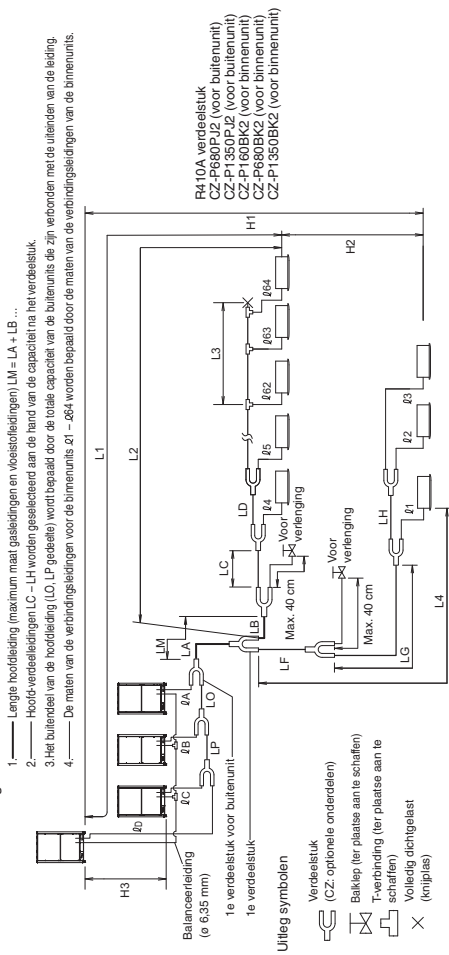 1. Lengte hoofdleiding (maximum maat gasleidingen en vloeistofleidingen) LM = LA + LB ...
2. Hoofd-verdeelleidingen LC – LH worden geselecteerd aan de hand van de capaciteit na het verdeelstuk.
3. Het buitendeel van de hoofdleiding (LO, LP gedeelte) wordt bepaald door de totale capaciteit van de buitenunits die zijn verbonden met de uiteinden van de leiding.
4. De maten van de verbindingsleidingen voor de binnenunits ℓ1 – ℓ64 worden bepaald door de maten van de verbindingsleidingen van de binnenunits.
R410A verdeelstuk
CZ-P680PJ2 (voor buitenunit)
CZ-P1350PJ2 (voor buitenunit)
CZ-P160BK2 (voor binnenunit)
CZ-P680BK2 (voor binnenunit)
CZ-P1350BK2 (voor binnenunit)
L1
L2
L3
H1
H2
H3
LM
LA
LB
LC
LD
ℓ4
ℓ5
ℓ62
ℓ63
ℓ64
Voor
verlenging
Max. 40 cm
ℓA
ℓB
ℓC
ℓD
LO
LP
LF
LG
LH
ℓ1
ℓ2
ℓ3
Voor
verlenging
Max. 40 cm
L4
Balanceerleiding
(ø 6,35 mm)
1e verdeelstuk voor buitenunit
1e verdeelstuk
Uitleg symbolen
Verdeelstuk
(CZ: optionele onderdelen)
Balklep (ter plaatse aan te schaffen)
T-verbinding (ter plaatse aan te
schaffen)
Volledig dichtgelast
(knijplas)